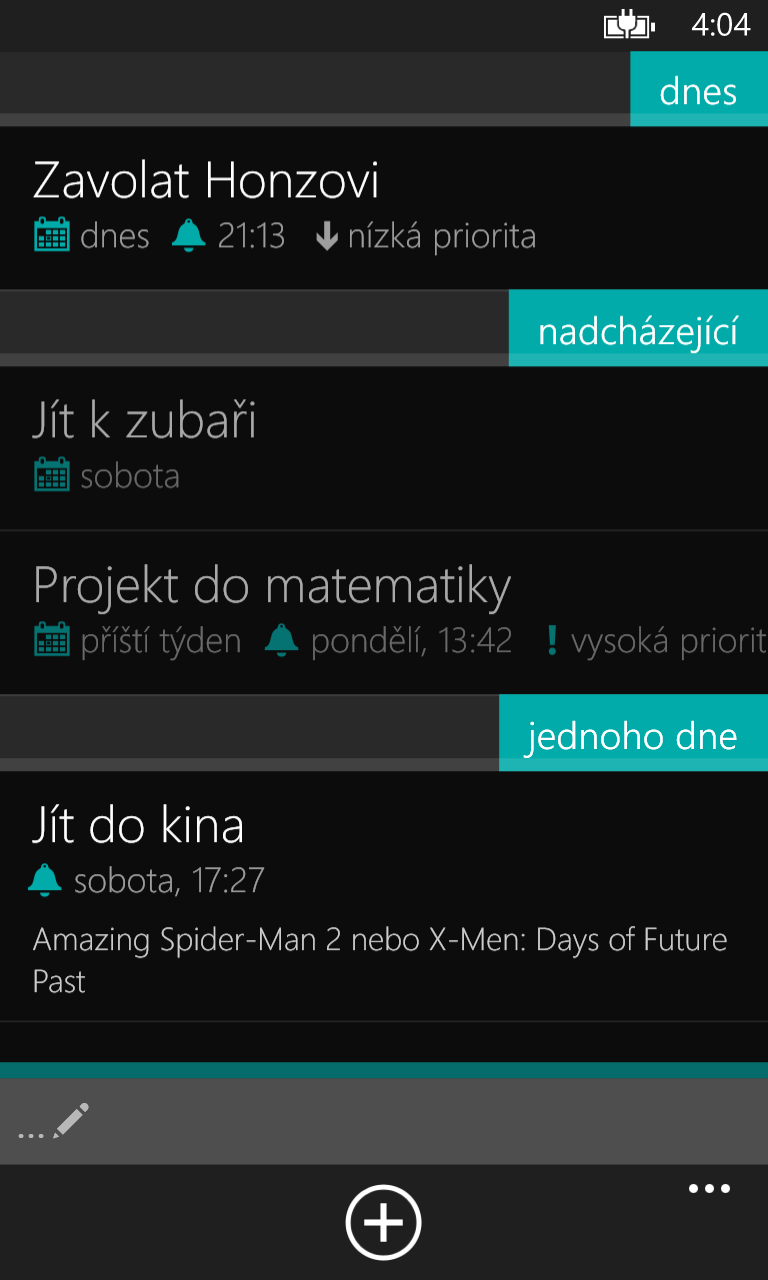 4:04
dnes
Zavolat Honzovi
dnes 21:13 nízká priorita
nadcházející
Jít k zubaři
sobota
Projekt do matematiky
příští týden pondělí, 13:42 ! vysoká priorit
jednoho dne
Jít do kina
sobota, 17:27
Amazing Spider-Man 2 nebo X-Men: Days of Future
Past
...